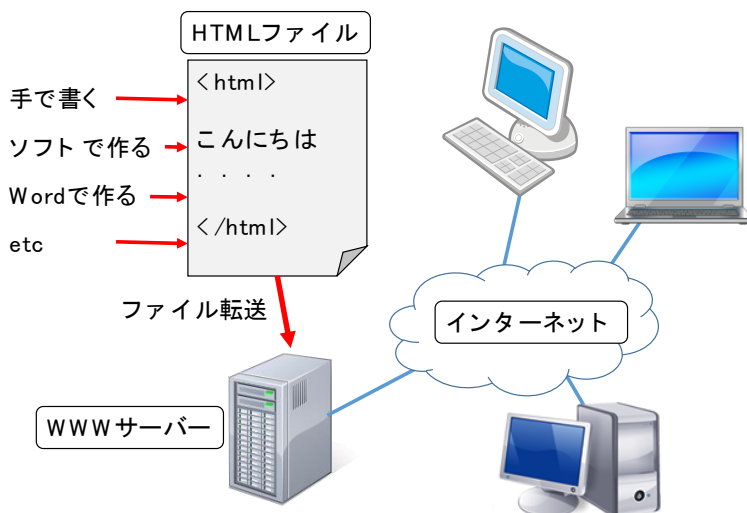 HTMLファイル
<html>
手で書く
ソフトで作る
こんにちは
. . . .
Wordで作る
</html>
etc
ファイル転送
インターネット
WWWサーバー